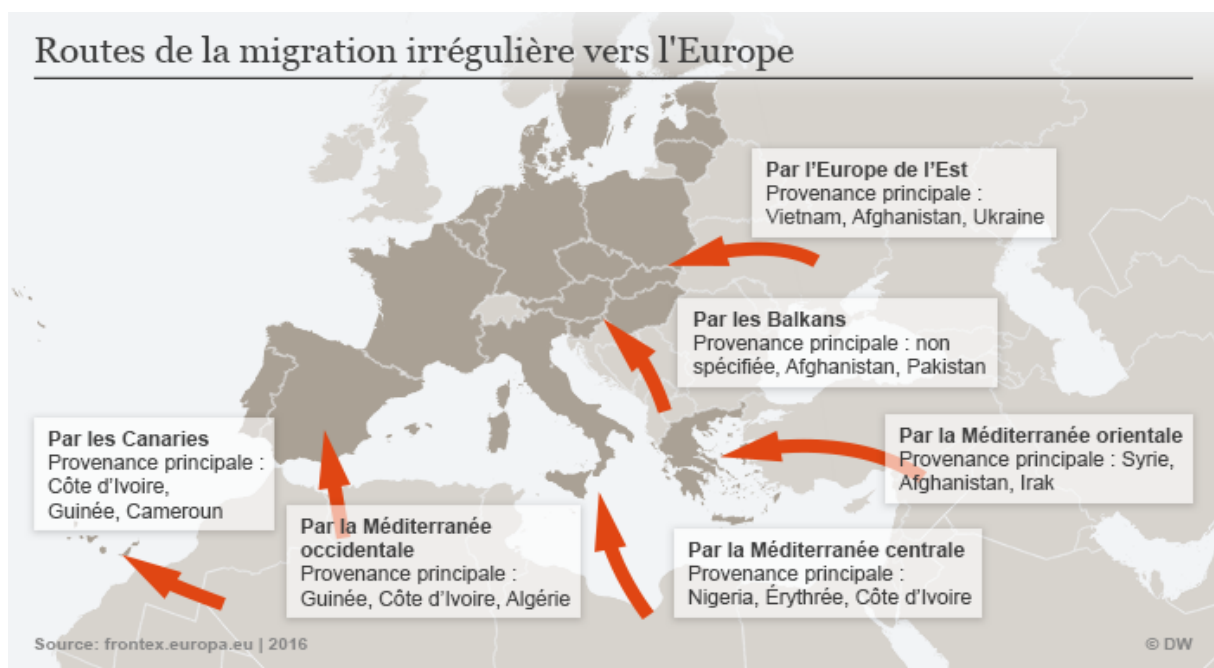 Routes de la migration irrégulière vers l'Europe
Par l’Europe de l’Est
Provenance principale :
Vietnam, Afghanistan, Ukraine
Par les Balkans
Provenance principale : non
spécifiée, Afghanistan, Pakistan
Par la Méditerranée orientale
Provenance principale : Syrie,
Afghanistan, Irak
Par les Canaries
Provenance principale :
Côte d’Ivoire,
Guinée, Cameroun
Par la Méditerranée
occidentale
Provenance principale :
Guinée, Côte d’Ivoire, Algérie
Par la Méditerranée centrale
Provenance principale :
Nigeria, Érythrée, Côte d’Ivoire
Source: frontex.europa.eu | 2016
© DW